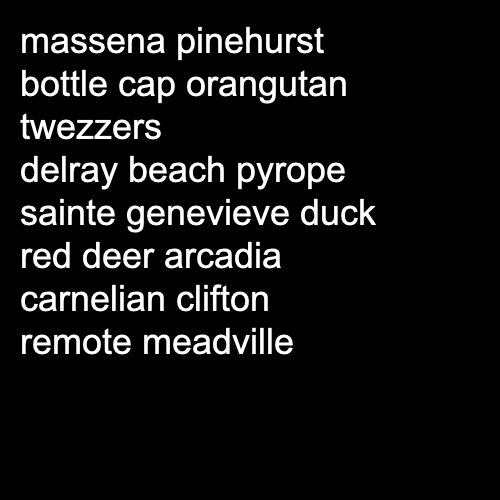 massena pinehurst
bottle cap orangutan
twezzers
delray beach pyrope
sainte genevieve duck
red deer arcadia
carnelian clifton
remote meadville